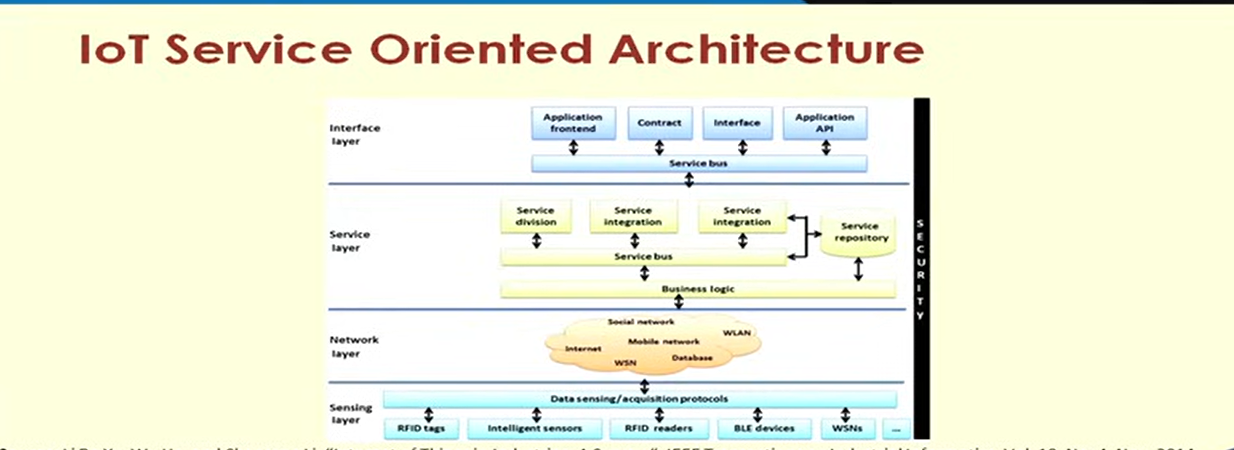 IoT Service Oriented Architecture
Interface
layer
Application
frontend
Contract
Interface
Application
API
Service bus
Service
layer
Service
division
Service
integration
Service
integration
Service
repository
Service bus
Business logic
Network
layer
Social network
WLAN
Mobile network
Internet
WSN
Database
Sensing
layer
Data sensing/acquisition protocols
RFID tags
Intelligent sensors
RFID readers
BLE devices
WSNs
...
SECURITY